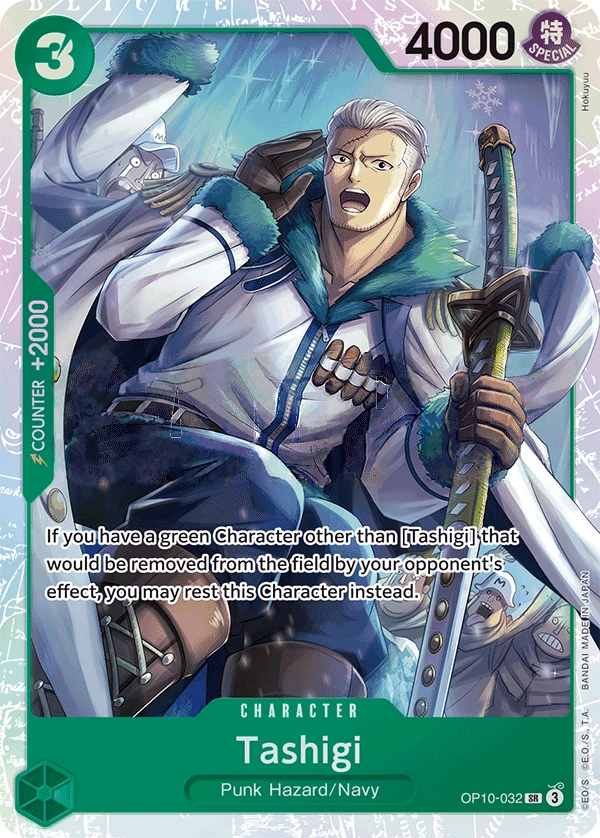 3
4000
特
SPECIAL
Hokuyuu
COUNTER +2000
If you have a green Character other than [Tashigi] that
would be removed from the field by your opponent's
effect, you may rest this Character instead.
CHARACTER
Tashigi
Punk Hazard/Navy
OP10-032 SR 3
©E.O/S ©E.O./S., T.A. BANDAI MADE IN JAPAN